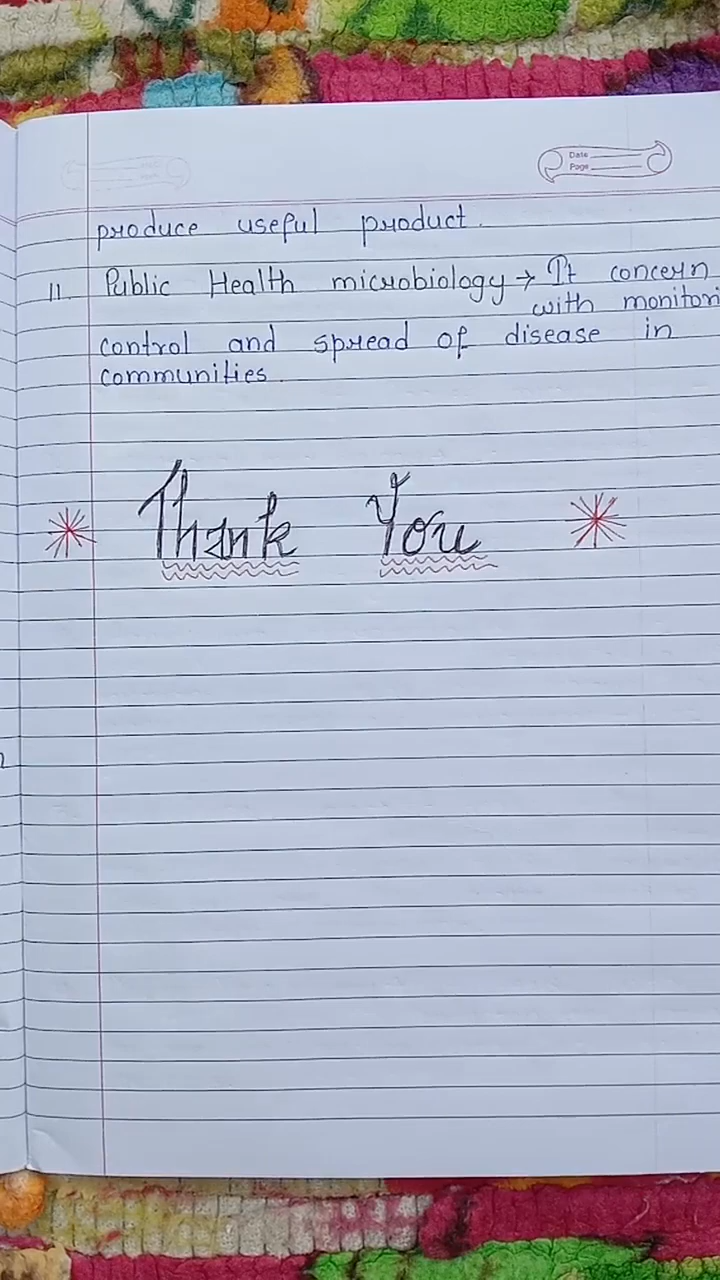 Date
Page
produce useful product.
11. Public Health microbiology → It concern
with monitori
control and spread of disease in
communities.
Thank You